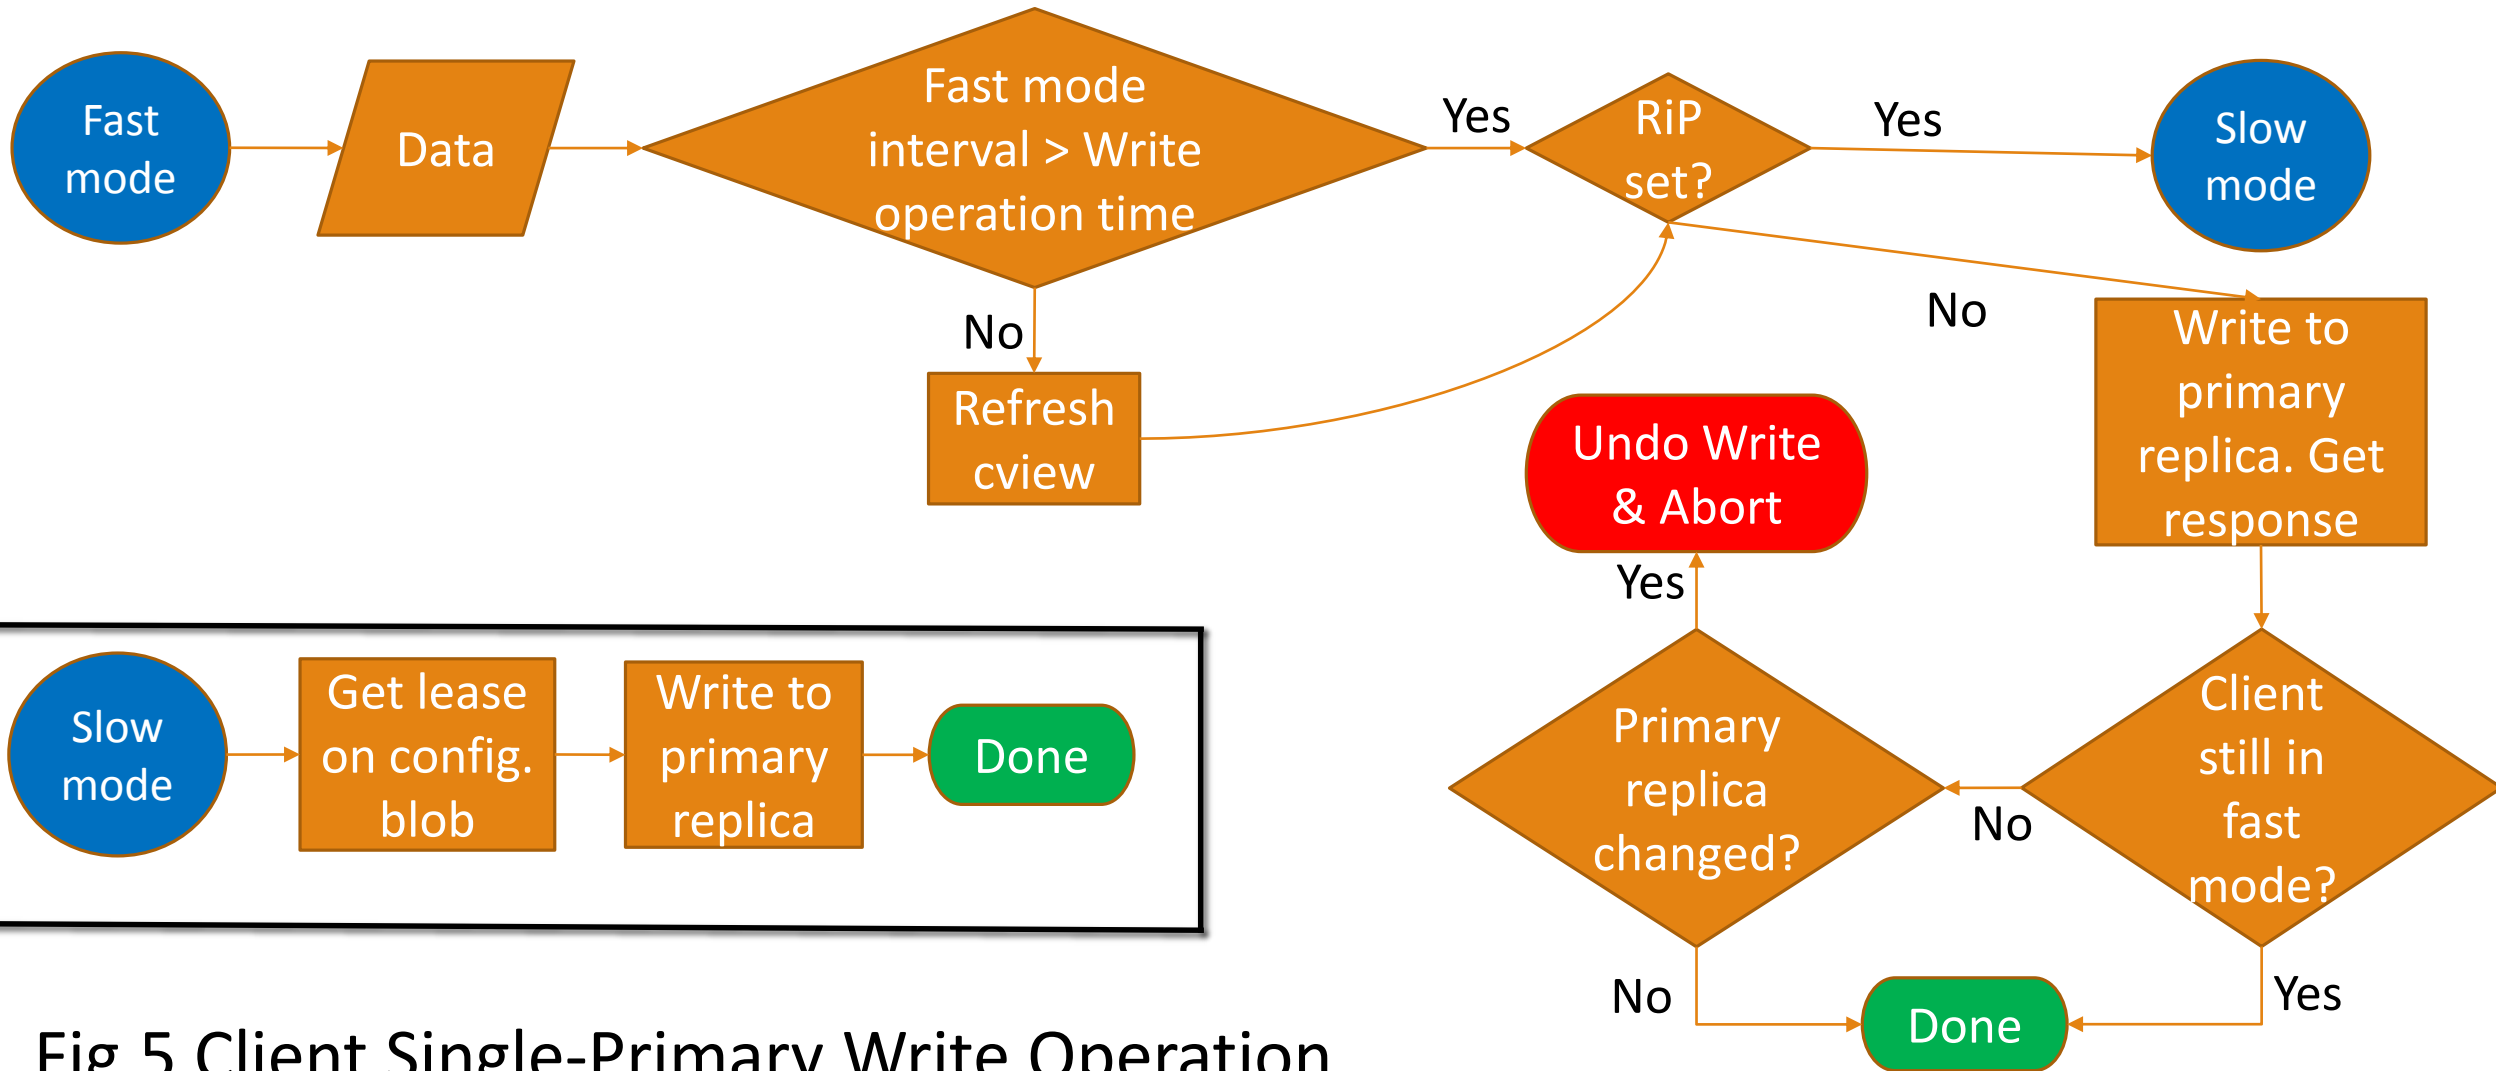 Fast
mode
Data
Fast mode
interval > Write
operation time
Yes
RiP
set?
Yes
Slow
mode
No
Refresh
cview
No
Write to
primary
replica. Get
response
Undo Write
& Abort
Yes
Primary
replica
changed?
No
Client
still in
fast
mode?
No
Yes
Done
Slow
mode
Get lease
on config.
blob
Write to
primary
replica
Done
Fig 5 Client Single-Primary Write Operation